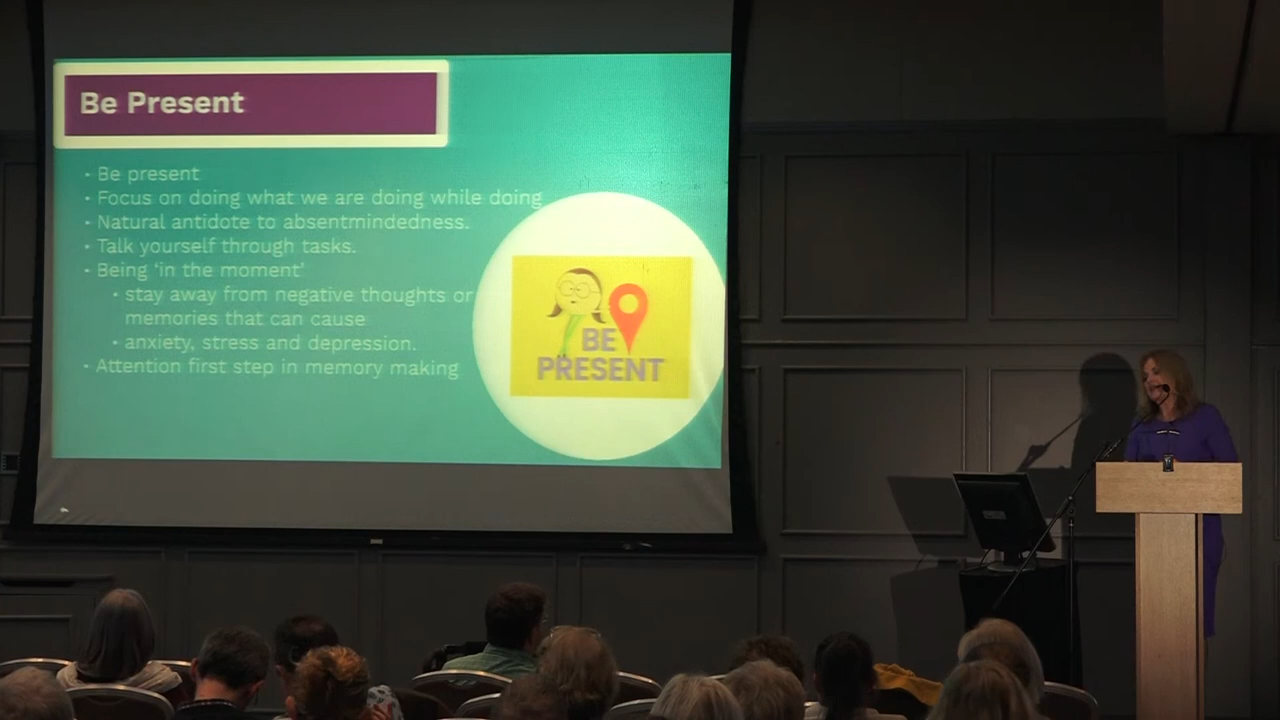 Be Present
• Be present
• Focus on doing what we are doing while doing
• Natural antidote to absentmindedness.
• Talk yourself through tasks.
• Being ‘in the moment’
• stay away from negative thoughts or
memories that can cause
• anxiety, stress and depression.
• Attention first step in memory making
BE
PRESENT